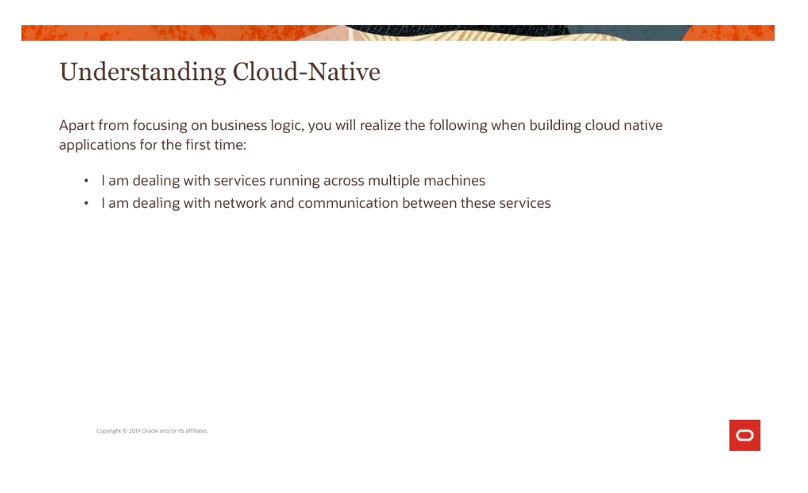 Understanding Cloud-Native
Apart from focusing on business logic, you will realize the following when building cloud native
applications for the first time:
• I am dealing with services running across multiple machines
• I am dealing with network and communication between these services
Copyright © 2019 Oracle and/or its affiliates.